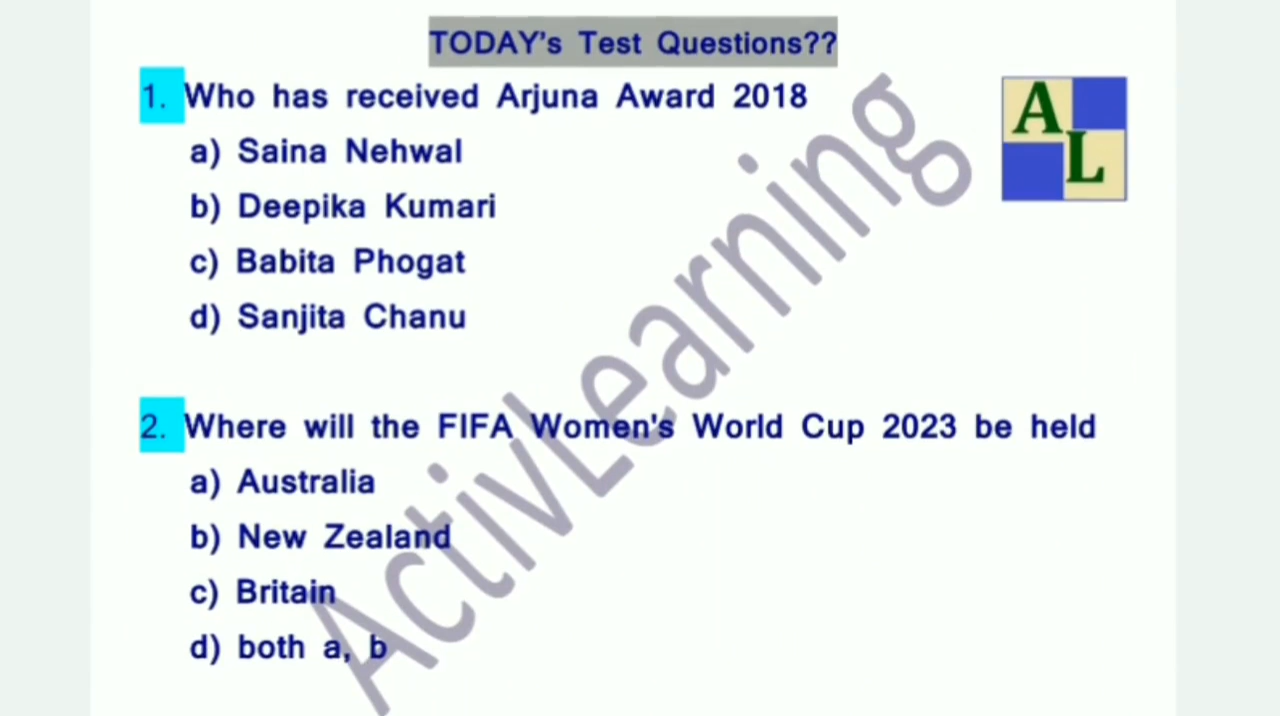 TODAY's Test Questions??
1. Who has received Arjuna Award 2018
a) Saina Nehwal
b) Deepika Kumari
c) Babita Phogat
d) Sanjita Chanu
A
L
2. Where will the FIFA Women's World Cup 2023 be held
a) Australia
b) New Zealand
c) Britain
d) both a, b
ActivLearning